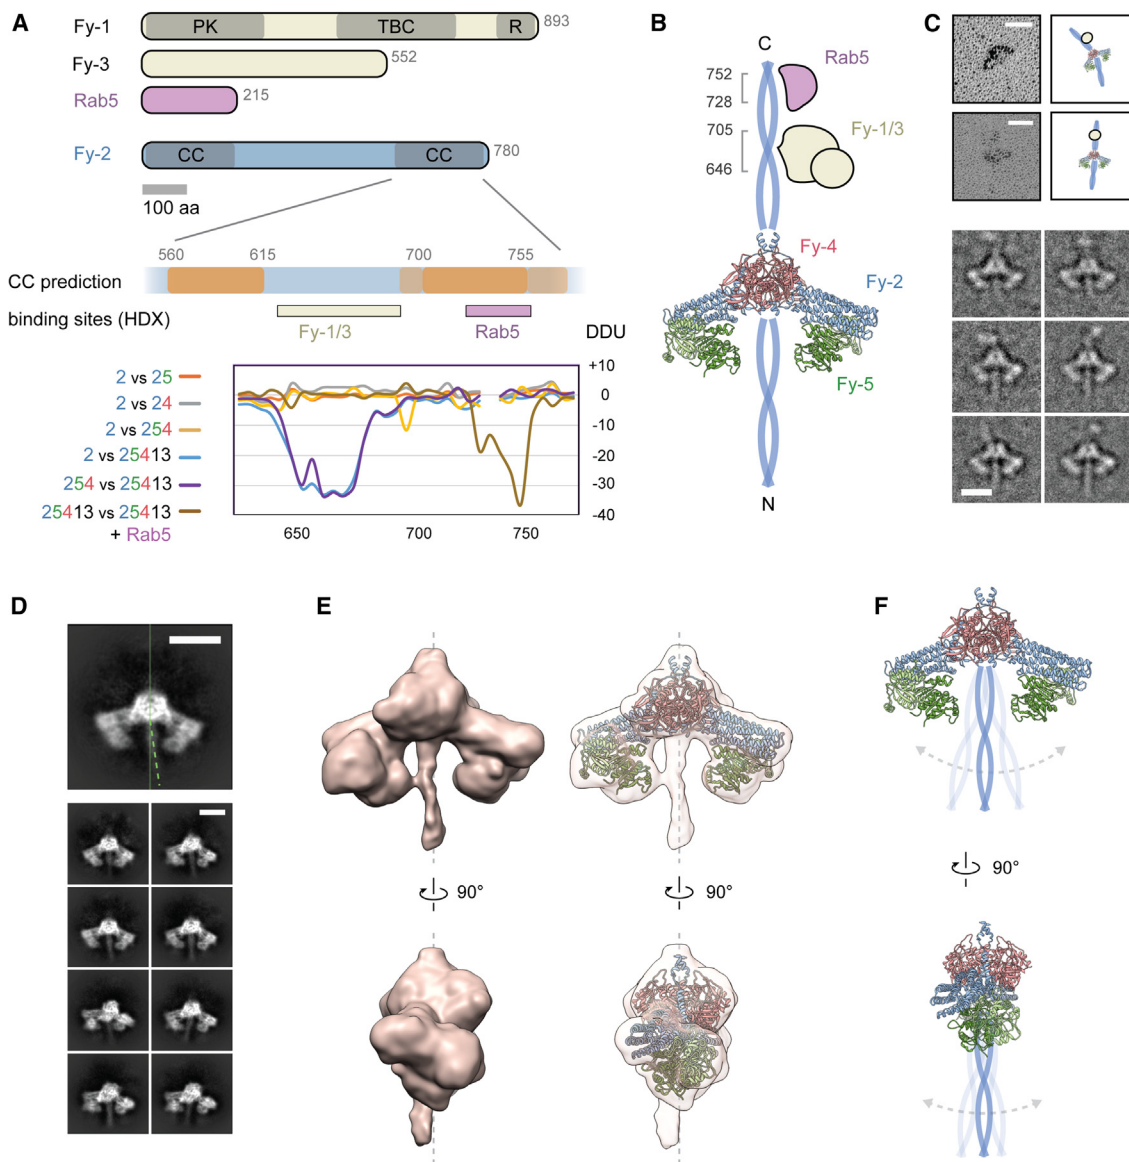 A
Fy-1
PK
TBC
R
893
Fy-3
552
Rab5
215
Fy-2
CC
CC
780
100 aa
560
615
700
755
CC prediction
binding sites (HDX)
Fy-1/3
Rab5
DDU
2 vs 25
2 vs 24
2 vs 254
2 vs 25413
254 vs 25413
25413 vs 25413
+ Rab5
+10
0
-10
-20
-30
-40
650
700
750
B
C
752
728
705
646
Rab5
Fy-1/3
Fy-4
Fy-2
Fy-5
N
C
D
E
90°
90°
F
90°